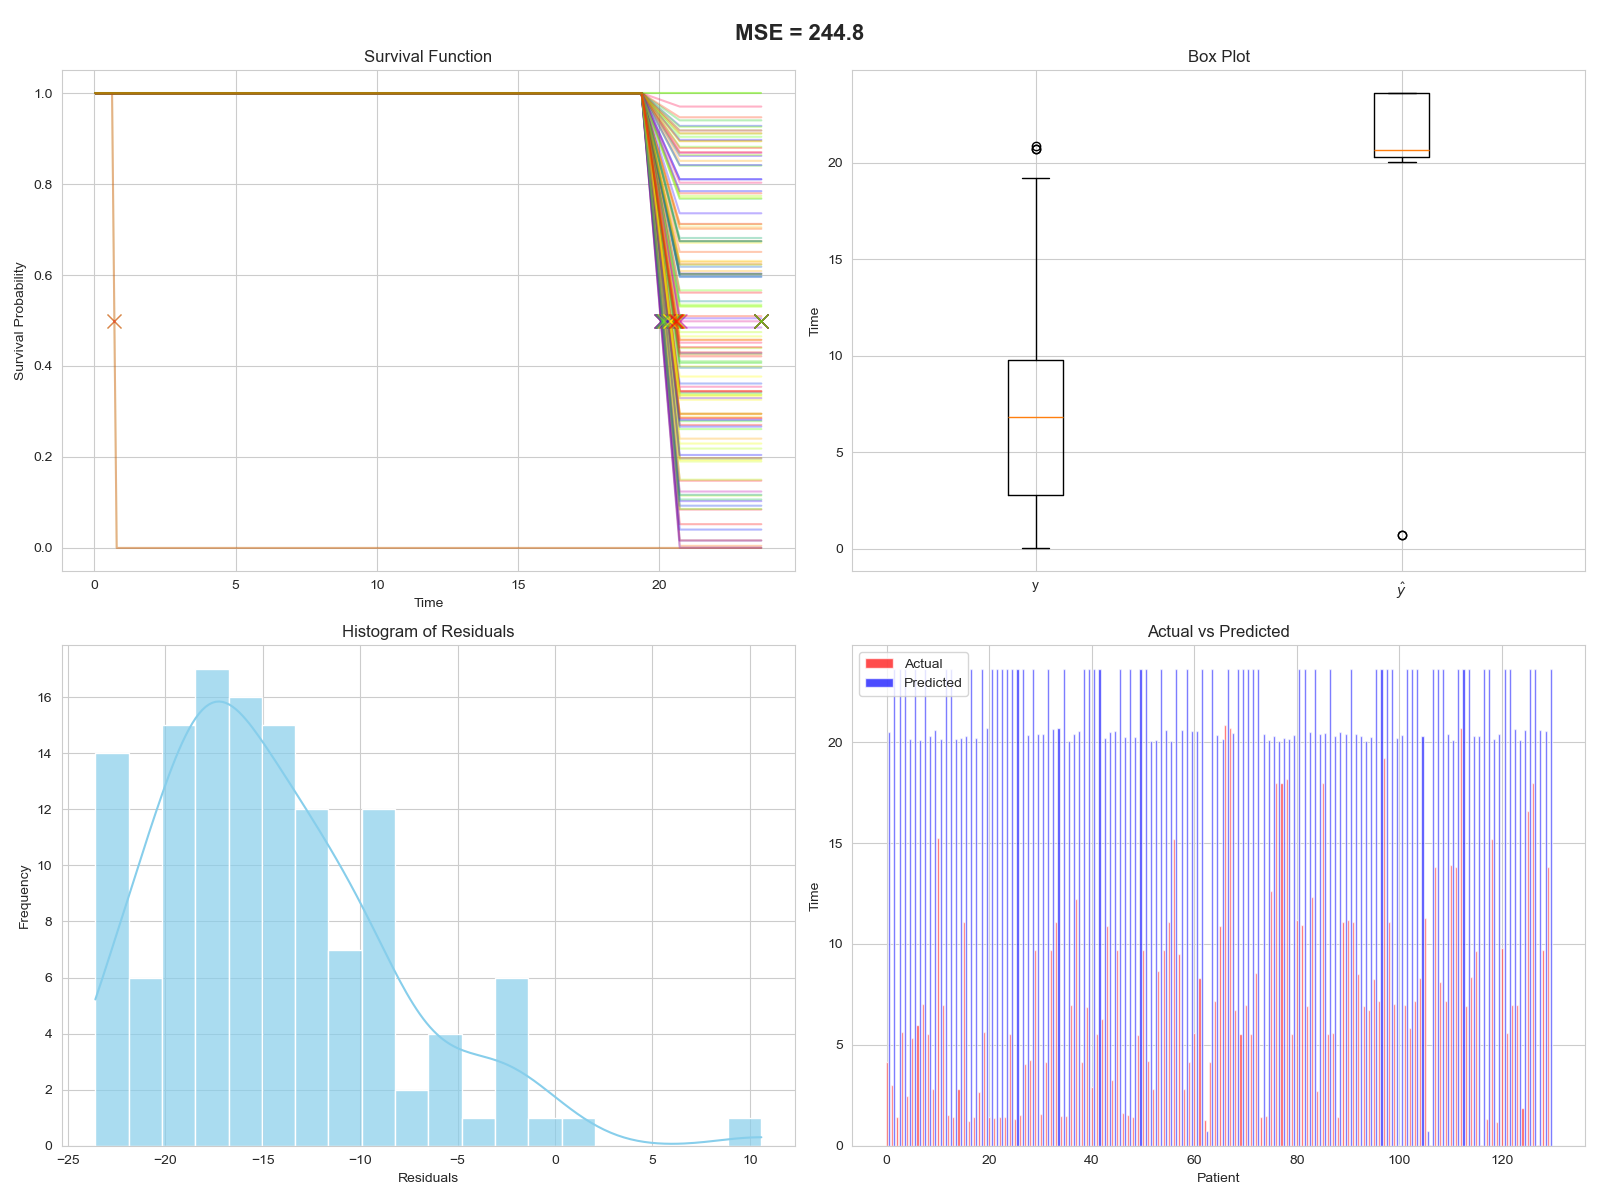 MSE = 244.8
Survival Function
1.0
0.8
0.6
0.4
0.2
0.0
Survival Probability
0
5
10
15
20
Time
Box Plot
20
15
10
5
0
Time
y
ŷ
Histogram of Residuals
16
14
12
10
8
6
4
2
0
Frequency
−25
−20
−15
−10
−5
0
5
10
Residuals
Actual vs Predicted
Actual
Predicted
20
15
10
5
0
Time
0
20
40
60
80
100
120
Patient